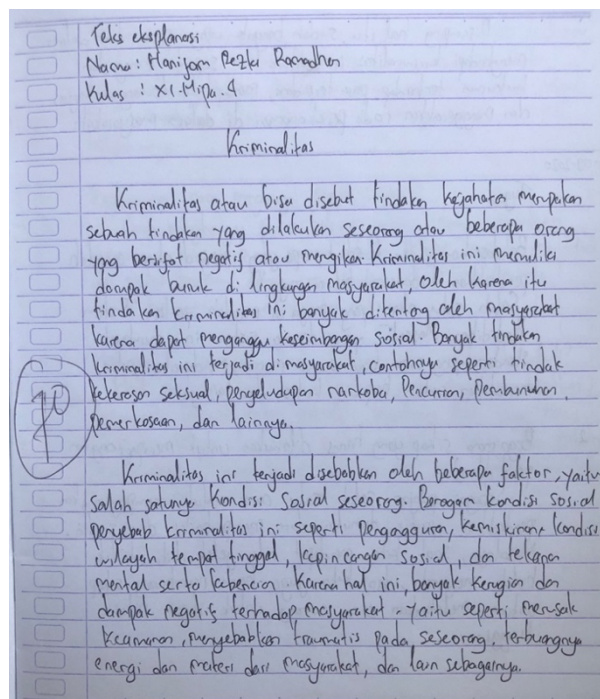 Teks eksplanasi
Nama : Hanifam Rezky Ramadhan
Kelas : XI.Mipa.4
Kriminalitas
Kriminalitas atau bisa disebut tindakan kejahatan merupakan
sebuah tindakan yang dilakukan seseorang atau beberapa orang
yang bersifat negatif atau merugikan. Kriminalitas ini memiliki
dampak buruk di lingkungan masyarakat, oleh karena itu
tindakan kriminalitas ini banyak ditentang oleh masyarakat
karena dapat menganggu keseimbangan sosial. Banyak tindakan
kriminalitas ini terjadi di masyarakat, contohnya seperti tindak
kekerasan seksual, penyeludupan narkoba, Pencurian, Pembunuhan,
Pemerkosaan, dan lainnya.
Kriminalitas ini terjadi disebabkan oleh beberapa faktor, yaitu
salah satunya Kondisi Sosial seseorang. Beragam kondisi sosial
penyebab kriminalitas ini seperti pengangguran, kemiskinan, kondisi
wilayah tempat tinggal, kepincangan sosial, dan tekanan
mental serta kebencian. Karena hal ini, banyak kerugian dan
dampak negatif terhadap masyarakat. Yaitu seperti merusak
keamanan, menyebabkan traumatis pada seseorang, terbuangnya
energi dan materi dari masyarakat, dan lain sebagainya.